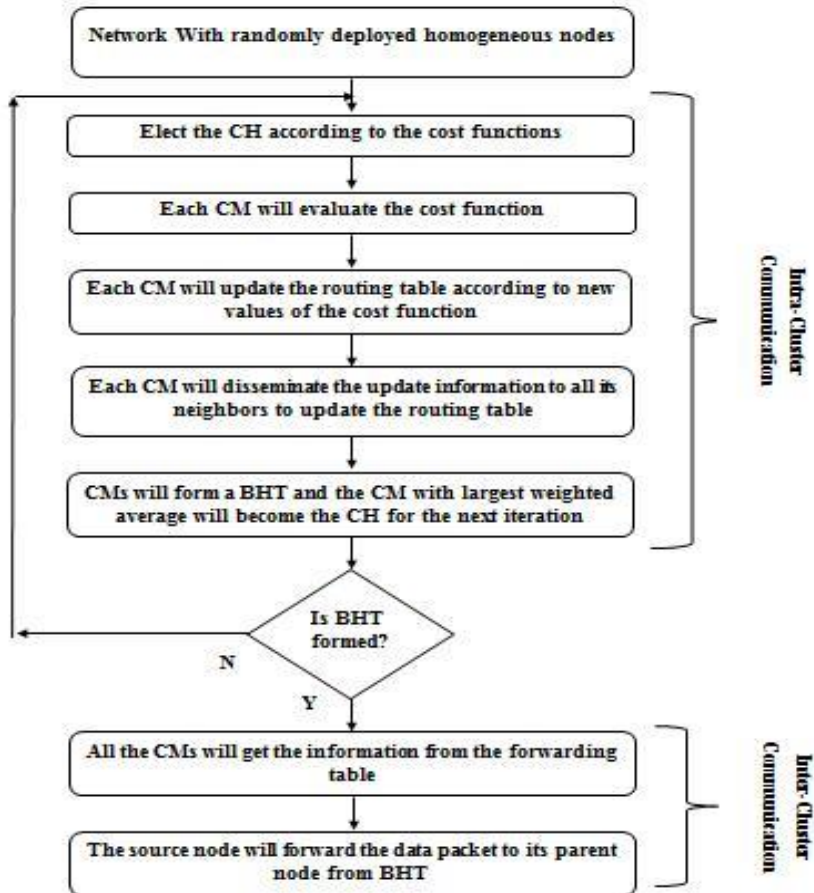 Network With randomly deployed homogeneous nodes
Elect the CH according to the cost functions
Each CM will evaluate the cost function
Each CM will update the routing table according to new
values of the cost function
Each CM will disseminate the update information to all its
neighbors to update the routing table
CMs will form a BHT and the CM with largest weighted
average will become the CH for the next iteration
Intra-Cluster
Communication
Is BHT
formed?
N
Y
All the CMs will get the information from the forwarding
table
The source node will forward the data packet to its parent
node from BHT
Inter-Cluster
Communication